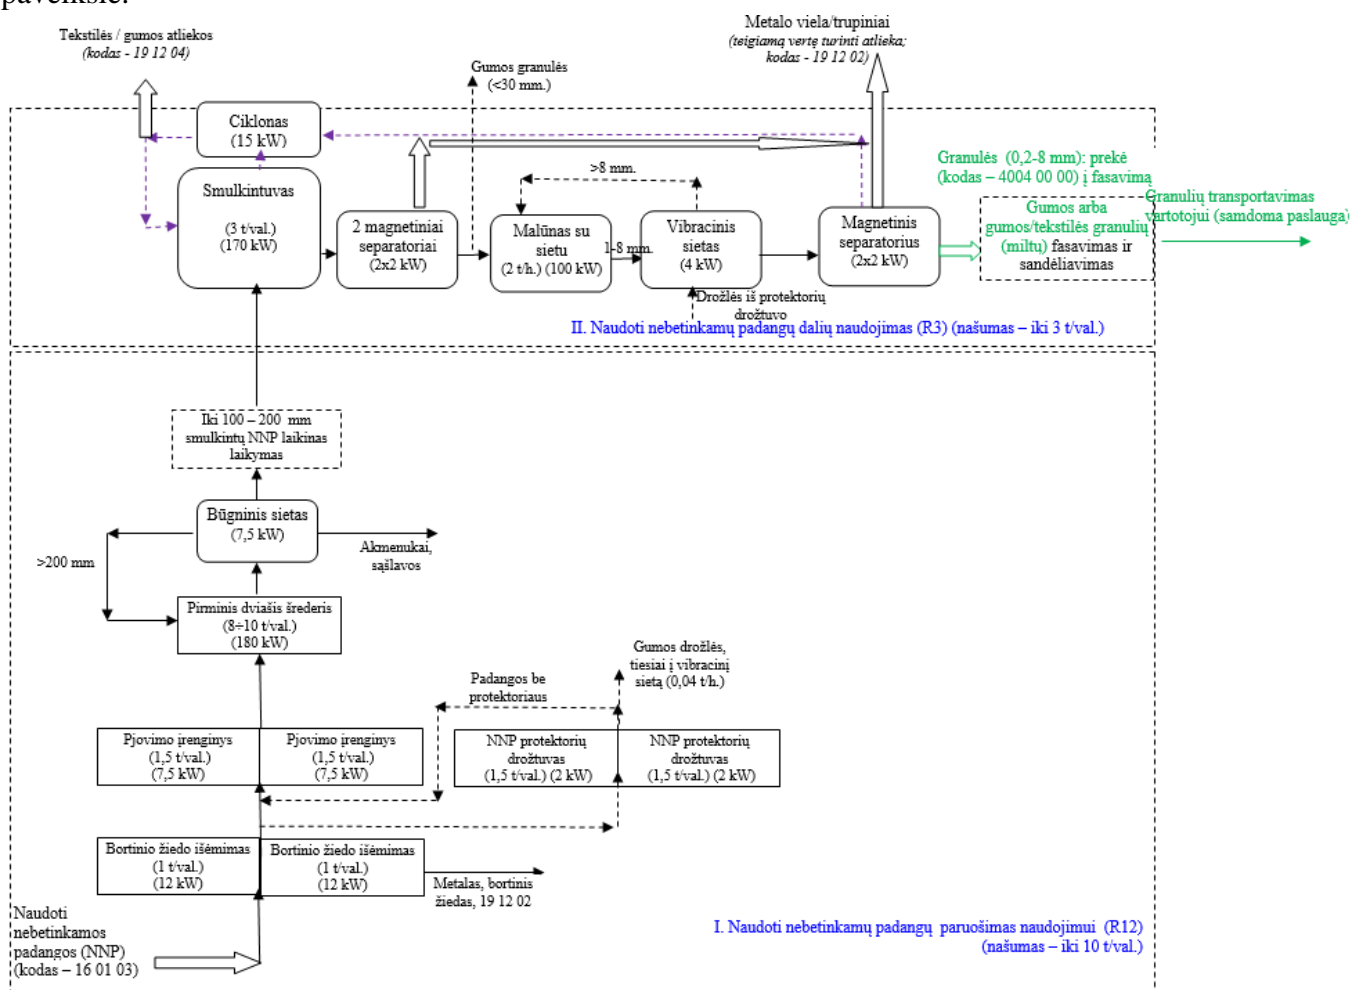 paveiksle.
Tekstilės / gumos atliekos
(kodas - 19 12 04)
Metalo viela/trupiniai
(teigiamą vertę turinti atlieka;
kodas - 19 12 02)
Gumos granulės
(<30 mm.)
Ciklonas
(15 kW)
Smulkintuvas
(3 t/val.)
(170 kW)
2 magnetiniai
separatoriai
(2x2 kW)
>8 mm.
Malūnas su
sietu
(2 t/h.) (100 kW)
1-8 mm.
Vibracinis
sietas
(4 kW)
Magnetinis
separatorius
(2x2 kW)
Granulės (0,2-8 mm): prekė
(kodas – 4004 00 00) į fasavimą
Gumos arba
gumos/tekstilės granulių
(miltų) fasavimas ir
sandėliavimas
Granulių transportavimas
vartotojui (samdoma paslauga)
Drožlės iš protektorių
drožtuvo
II. Naudoti nebetinkamų padangų dalių naudojimas (R3) (našumas – iki 3 t/val.)
Iki 100 – 200 mm
smulkintų NNP laikinas
laikymas
Būgninis sietas
(7,5 kW)
>200 mm
Akmenukai,
sąšlavos
Pirminis dviašis šrederis
(8÷10 t/val.)
(180 kW)
Gumos drožlės,
tiesiai į vibracinį
sietą (0,04 t/h.)
Padangos be
protektoriaus
Pjovimo įrenginys
(1,5 t/val.)
(7,5 kW)
Pjovimo įrenginys
(1,5 t/val.)
(7,5 kW)
NNP protektorių
drožtuvas
(1,5 t/val.) (2 kW)
NNP protektorių
drožtuvas
(1,5 t/val.) (2 kW)
Bortinio žiedo išėmimas
(1 t/val.)
(12 kW)
Bortinio žiedo išėmimas
(1 t/val.)
(12 kW)
Metalas, bortinis
žiedas, 19 12 02
Naudoti
nebetinkamos
padangos (NNP)
(kodas – 16 01 03)
I. Naudoti nebetinkamų padangų paruošimas naudojimui (R12)
(našumas – iki 10 t/val.)